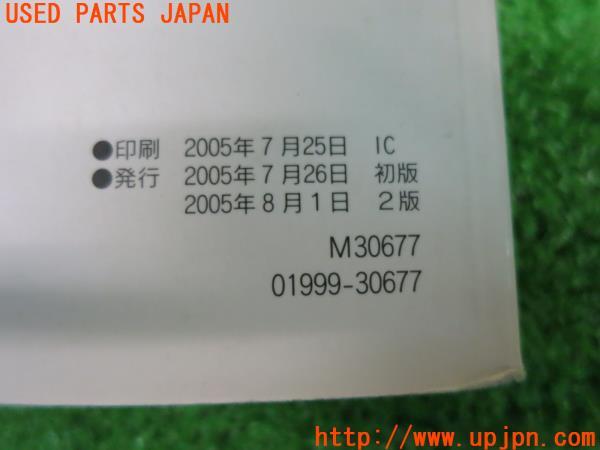 USED PARTS JAPAN
●印刷 2005年7月25日 IC
●発行 2005年7月26日 初版
2005年8月1日 2版
M30677
01999-30677
http://www.upjpn.com